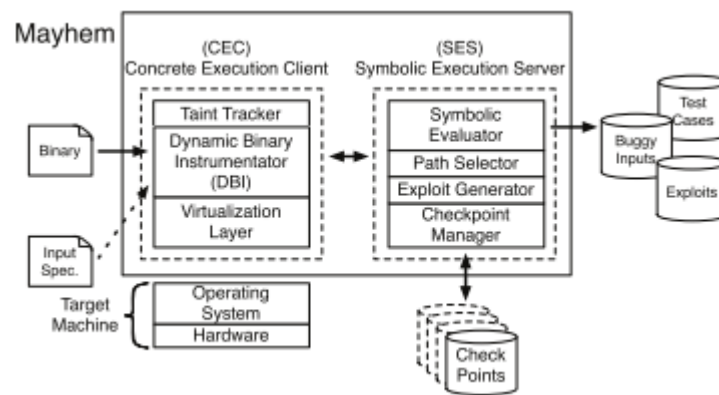 Mayhem
(CEC)
Concrete Execution Client
(SES)
Symbolic Execution Server
Taint Tracker
Dynamic Binary
Instrumentator
(DBI)
Virtualization
Layer
Symbolic
Evaluator
Path Selector
Exploit Generator
Checkpoint
Manager
Binary
Input
Spec.
Test
Cases
Buggy
Inputs
Exploits
Target
Machine
Operating
System
Hardware
Check
Points